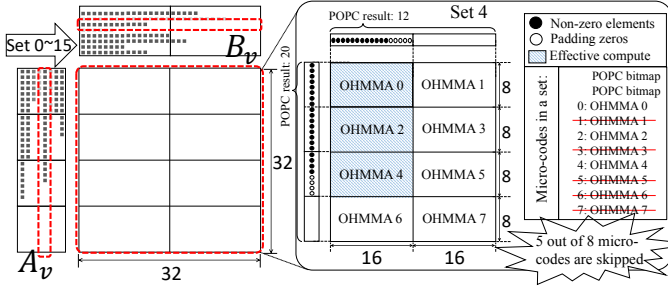 Set 0~15
B_v
A_v
32
32
POPC result: 12
Set 4
POPC result: 20
OHMMA 0
OHMMA 1
8
OHMMA 2
OHMMA 3
8
OHMMA 4
OHMMA 5
8
OHMMA 6
OHMMA 7
8
16
16
Non-zero elements
Padding zeros
Effective compute
Micro-codes in a set:
POPC bitmap
POPC bitmap
0: OHMMA 0
1: OHMMA 1
2: OHMMA 2
3: OHMMA 3
4: OHMMA 4
5: OHMMA 5
6: OHMMA 6
7: OHMMA 7
5 out of 8 micro-
codes are skipped